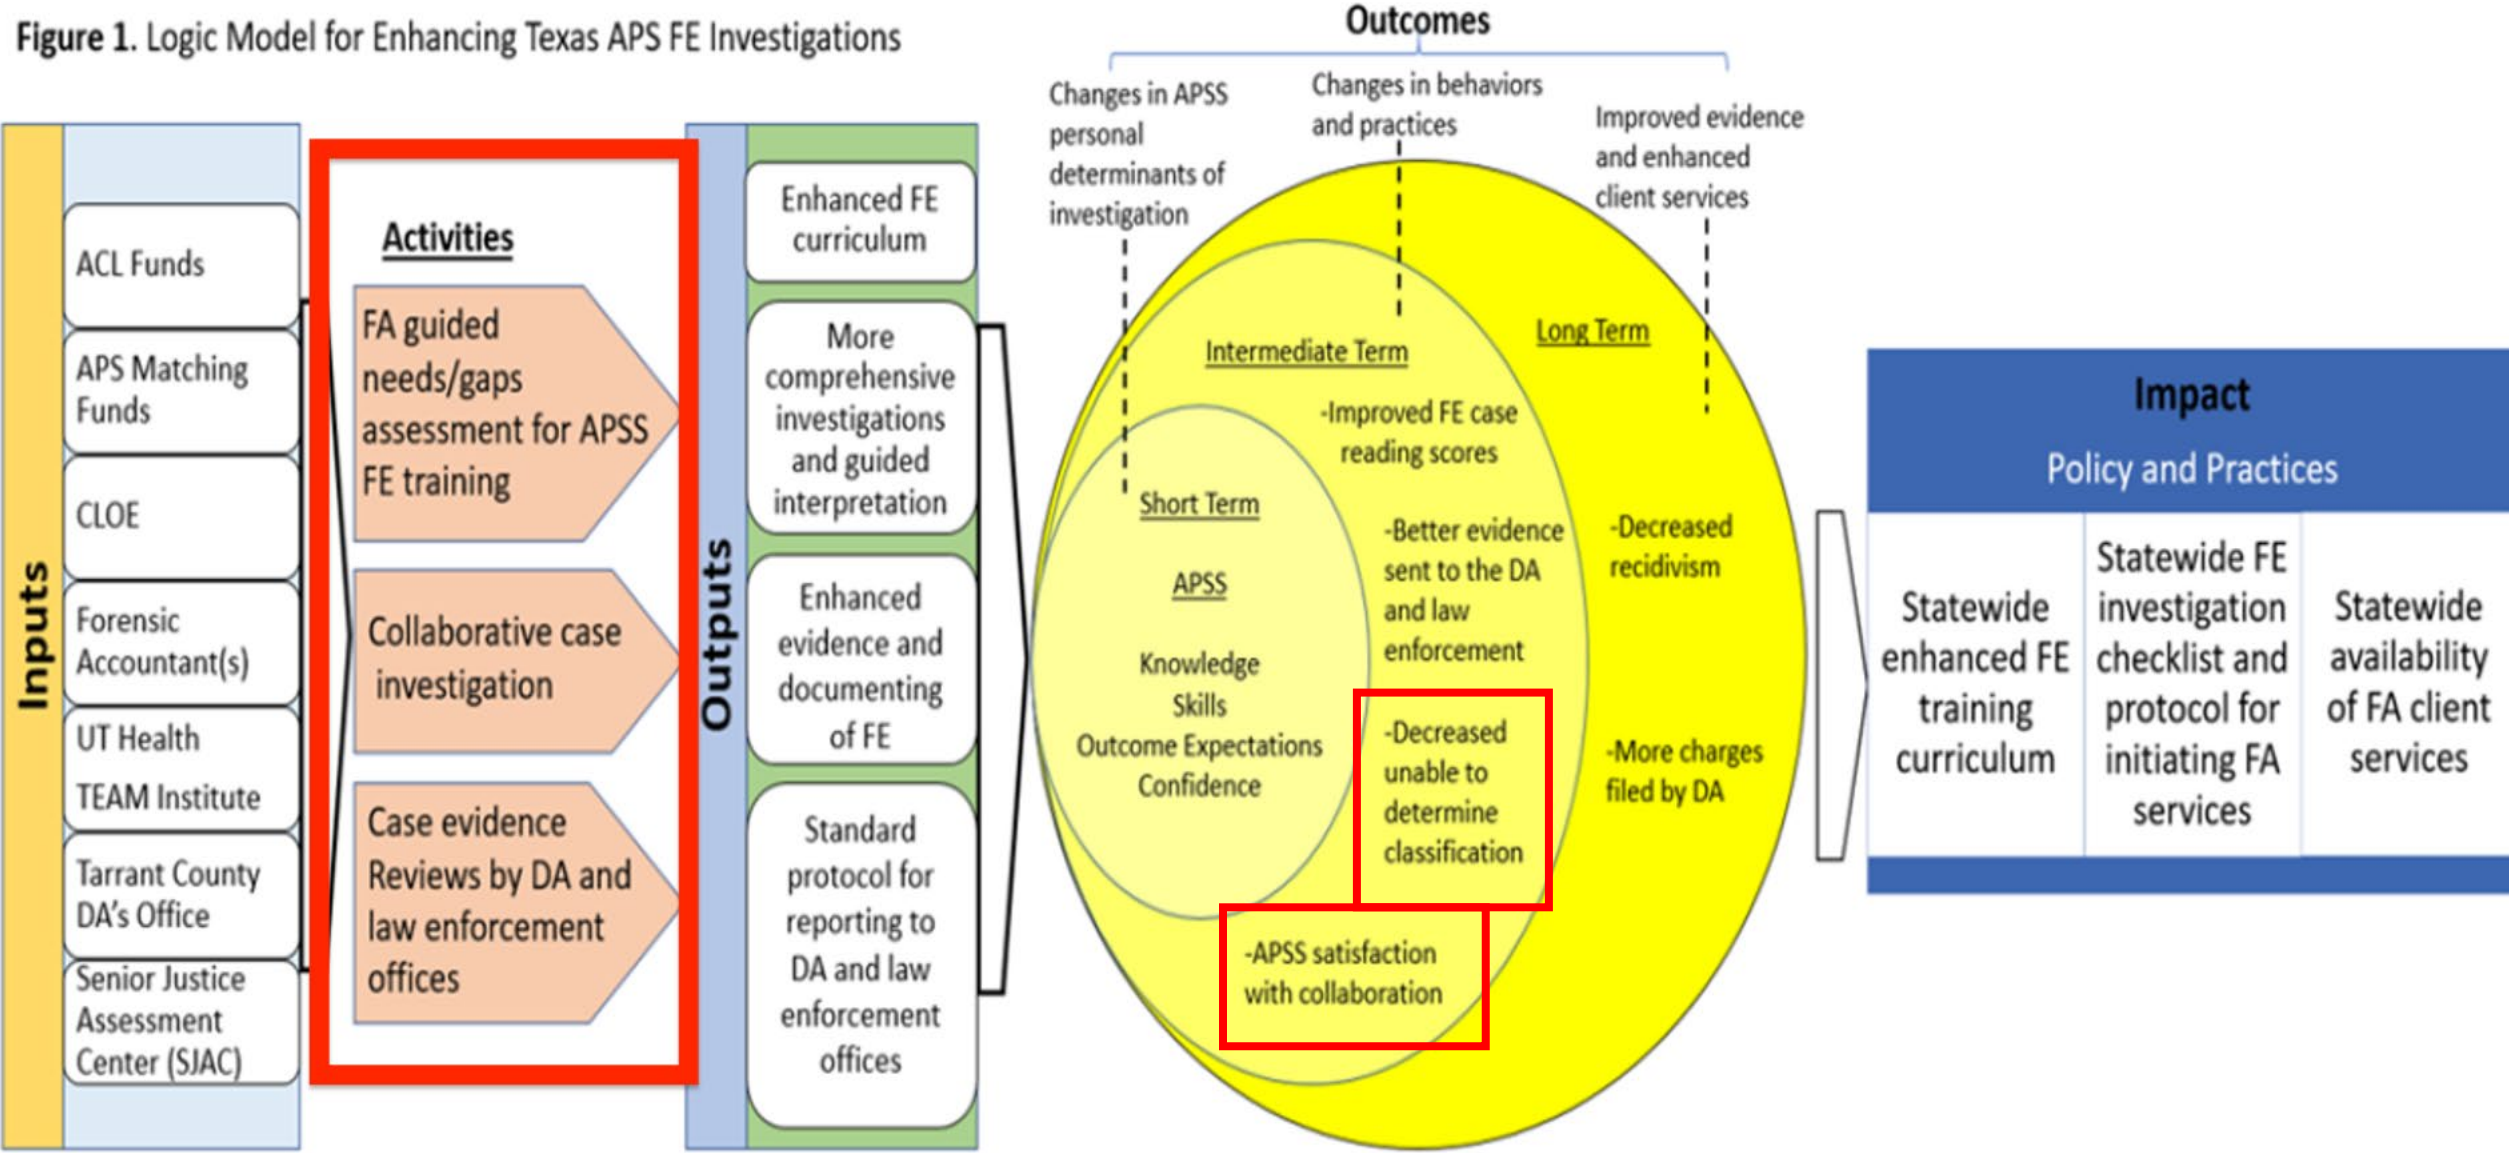 Figure 1. Logic Model for Enhancing Texas APS FE Investigations
Inputs
ACL Funds
APS Matching
Funds
CLOE
Forensic
Accountant(s)
UT Health
TEAM Institute
Tarrant County
DA's Office
Senior Justice
Assessment
Center (SJAC)
Activities
FA guided
needs/gaps
assessment for APSS
FE training
Collaborative case
investigation
Case evidence
Reviews by DA and
law enforcement
offices
Outputs
Enhanced FE
curriculum
More
comprehensive
investigations
and guided
interpretation
Enhanced
evidence and
documenting
of FE
Standard
protocol for
reporting to
DA and law
enforcement
offices
Outcomes
Changes in APSS
personal
determinants of
investigation
Changes in behaviors
and practices
Improved evidence
and enhanced
client services
Short Term
APSS
Knowledge
Skills
Outcome Expectations
Confidence
Intermediate Term
-Improved FE case
reading scores
-Better evidence
sent to the DA
and law
enforcement
-Decreased
unable to
determine
classification
-APSS satisfaction
with collaboration
Long Term
-Decreased
recidivism
-More charges
filed by DA
Impact
Policy and Practices
Statewide
enhanced FE
training
curriculum
Statewide FE
investigation
checklist and
protocol for
initiating FA
services
Statewide
availability
of FA client
services